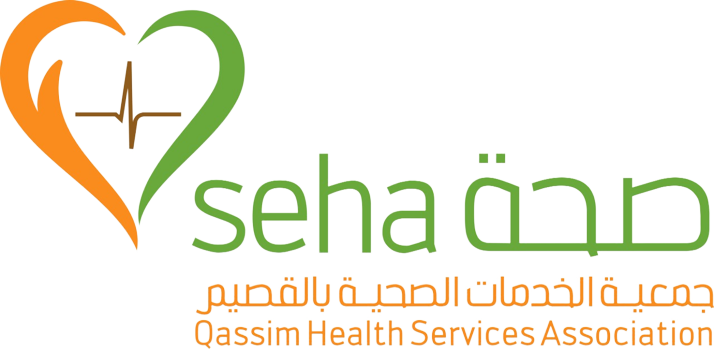 seha صحة
جمعية الخدمات الصحية بالقصيم
Qassim Health Services Association